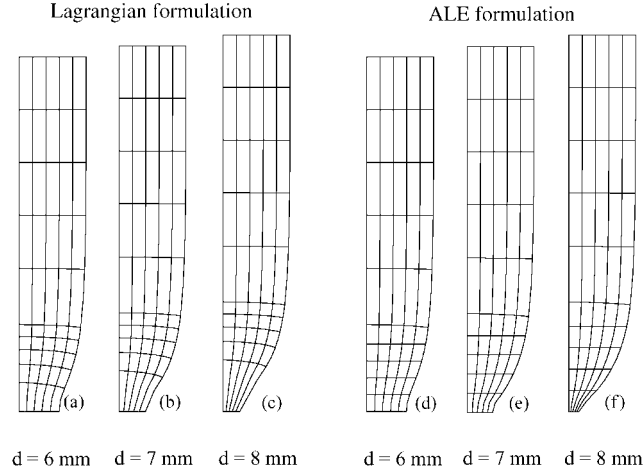 Lagrangian formulation ALE formulation
(a) (b) (c) (d) (e) (f)
d = 6 mm d = 7 mm d = 8 mm d = 6 mm d = 7 mm d = 8 mm